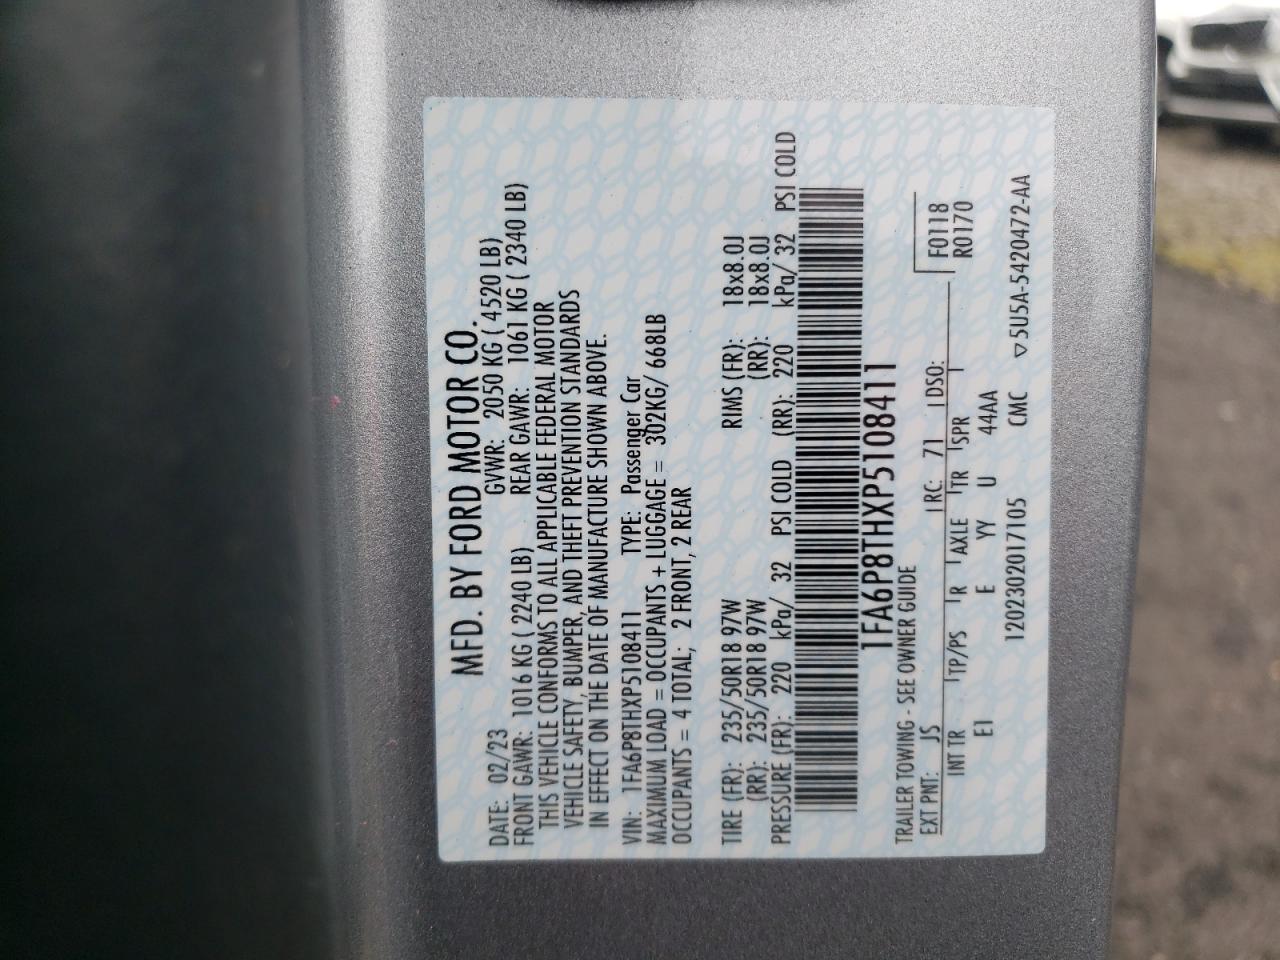 MFD. BY FORD MOTOR CO.
DATE: 02/23 GVWR: 2050 KG ( 4520 LB)
FRONT GAWR: 1016 KG ( 2240 LB) REAR GAWR: 1061 KG ( 2340 LB)
THIS VEHICLE CONFORMS TO ALL APPLICABLE FEDERAL MOTOR
VEHICLE SAFETY, BUMPER, AND THEFT PREVENTION STANDARDS
IN EFFECT ON THE DATE OF MANUFACTURE SHOWN ABOVE.
VIN: 1FA6P8THXP5108411 TYPE: Passenger Car
MAXIMUM LOAD = OCCUPANTS + LUGGAGE = 302KG/ 668LB
OCCUPANTS = 4 TOTAL; 2 FRONT, 2 REAR
TIRE (FR): 235/50R18 97W RIMS (FR): 18x8.0J
(RR): 235/50R18 97W (RR): 18x8.0J
PRESSURE (FR): 220 kPa/ 32 PSI COLD (RR): 220 kPa/ 32 PSI COLD
1FA6P8THXP5108411
TRAILER TOWING - SEE OWNER GUIDE
EXT PNT: JS RC: 71 DSO: F0118
INT TR TP/PS R AXLE TR SPR R0170
EI E YY U 44AA
1202302017105 CMC ▽5U5A-5420472-AA